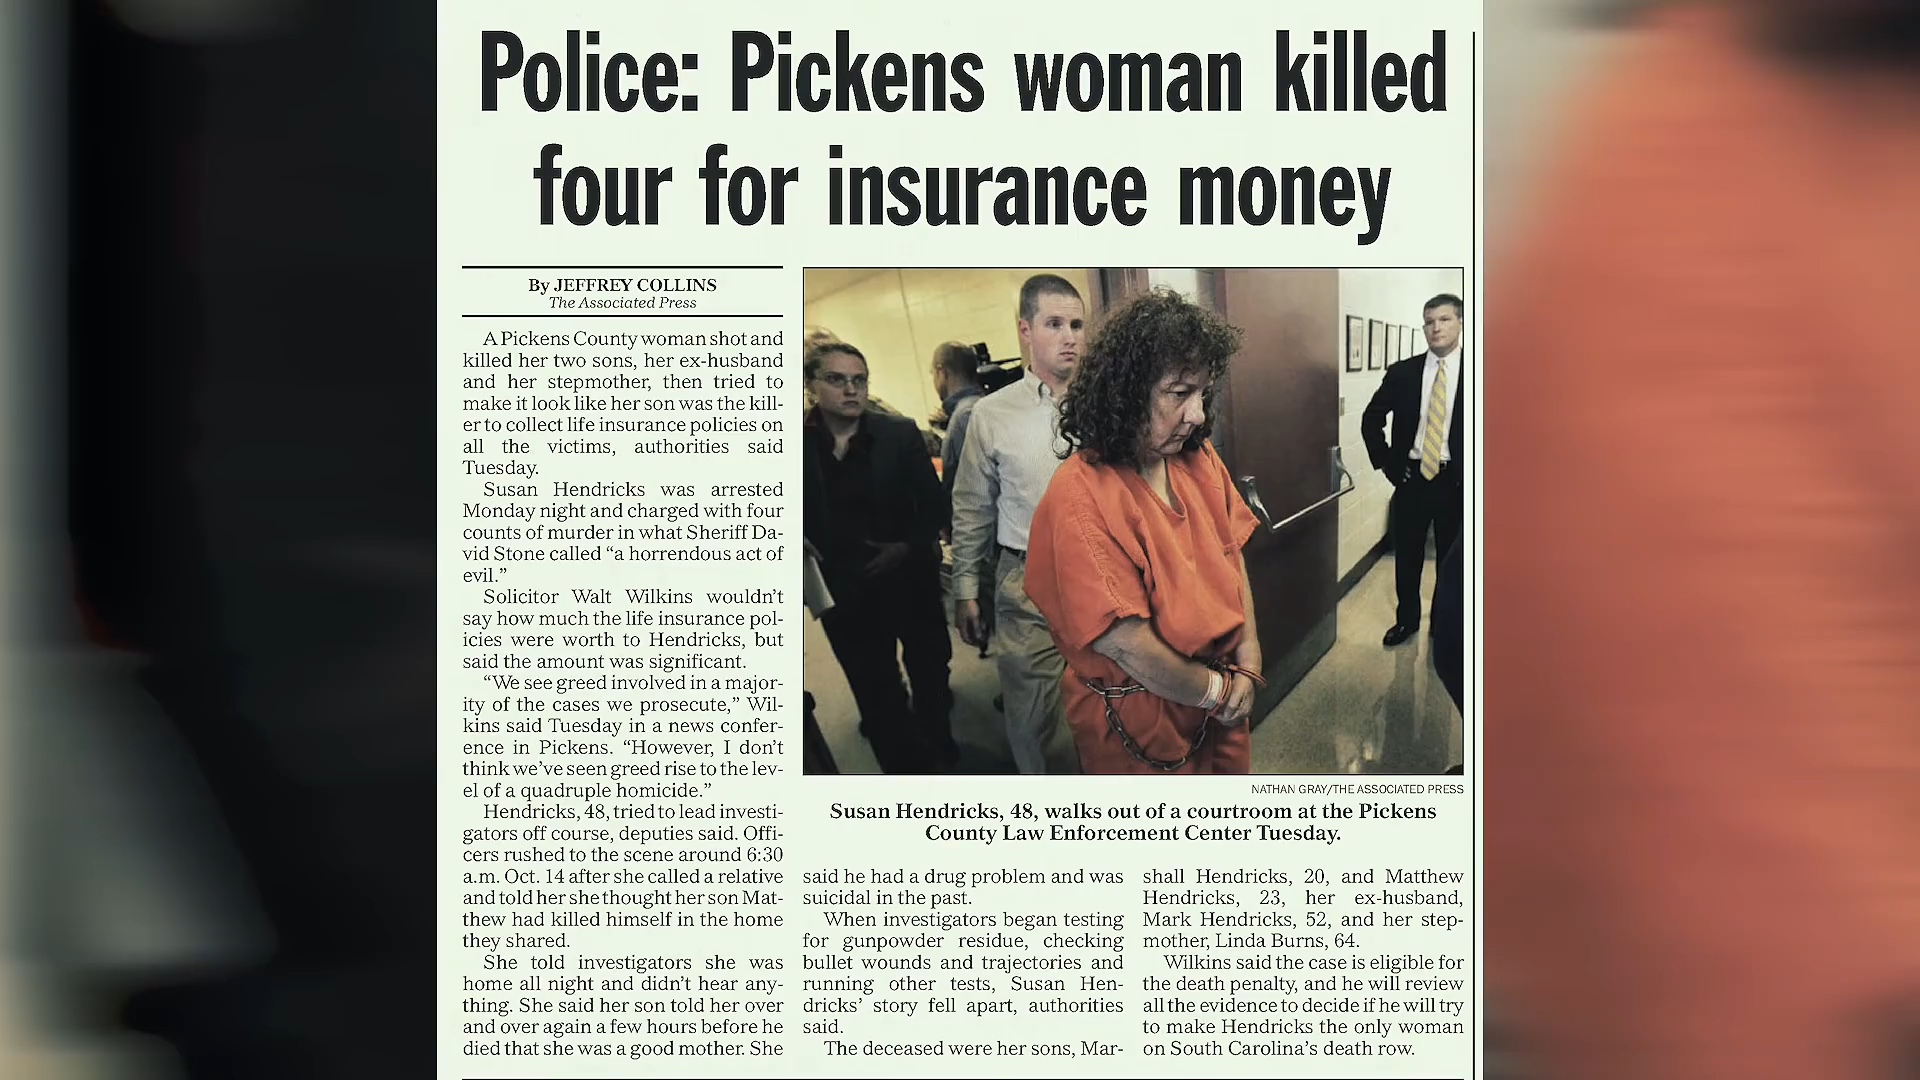 Police: Pickens woman killed
four for insurance money
By JEFFREY COLLINS
The Associated Press
A Pickens County woman shot and
killed her two sons, her ex-husband
and her stepmother, then tried to
make it look like her son was the kill-
er to collect life insurance policies on
all the victims, authorities said
Tuesday.
Susan Hendricks was arrested
Monday night and charged with four
counts of murder in what Sheriff Da-
vid Stone called “a horrendous act of
evil.”
Solicitor Walt Wilkins wouldn’t
say how much the life insurance pol-
icies were worth to Hendricks, but
said the amount was significant.
“We see greed involved in a major-
ity of the cases we prosecute,” Wil-
kins said Tuesday in a news confer-
ence in Pickens. “However, I don’t
think we’ve seen greed rise to the lev-
el of a quadruple homicide.”
Hendricks, 48, tried to lead investi-
gators off course, deputies said. Offi-
cers rushed to the scene around 6:30
a.m. Oct. 14 after she called a relative
and told her she thought her son Mat-
thew had killed himself in the home
they shared.
She told investigators she was
home all night and didn’t hear any-
thing. She said her son told her over
and over again a few hours before he
died that she was a good mother. She
NATHAN GRAY/THE ASSOCIATED PRESS
Susan Hendricks, 48, walks out of a courtroom at the Pickens
County Law Enforcement Center Tuesday.
said he had a drug problem and was
suicidal in the past.
When investigators began testing
for gunpowder residue, checking
bullet wounds and trajectories and
running other tests, Susan Hen-
dricks’ story fell apart, authorities
said.
The deceased were her sons, Mar-
shall Hendricks, 20, and Matthew
Hendricks, 23, her ex-husband,
Mark Hendricks, 52, and her step-
mother, Linda Burns, 64.
Wilkins said the case is eligible for
the death penalty, and he will review
all the evidence to decide if he will try
to make Hendricks the only woman
on South Carolina’s death row.